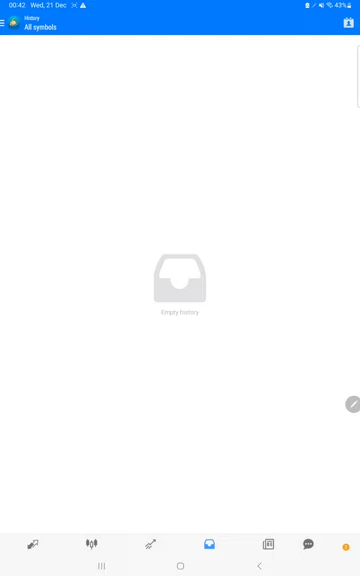 00:42 Wed, 21 Dec
43%
History
All symbols
Empty history